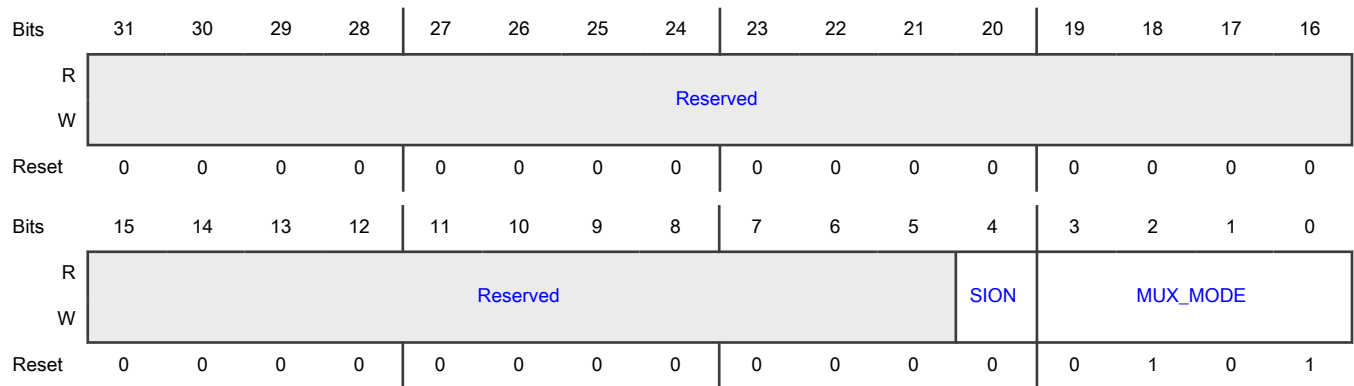 Bits 31 30 29 28 27 26 25 24 23 22 21 20 19 18 17 16
R
Reserved
W
Reset 0 0 0 0 0 0 0 0 0 0 0 0 0 0 0 0
Bits 15 14 13 12 11 10 9 8 7 6 5 4 3 2 1 0
R
Reserved SION MUX_MODE
W
Reset 0 0 0 0 0 0 0 0 0 0 0 0 0 1 0 1